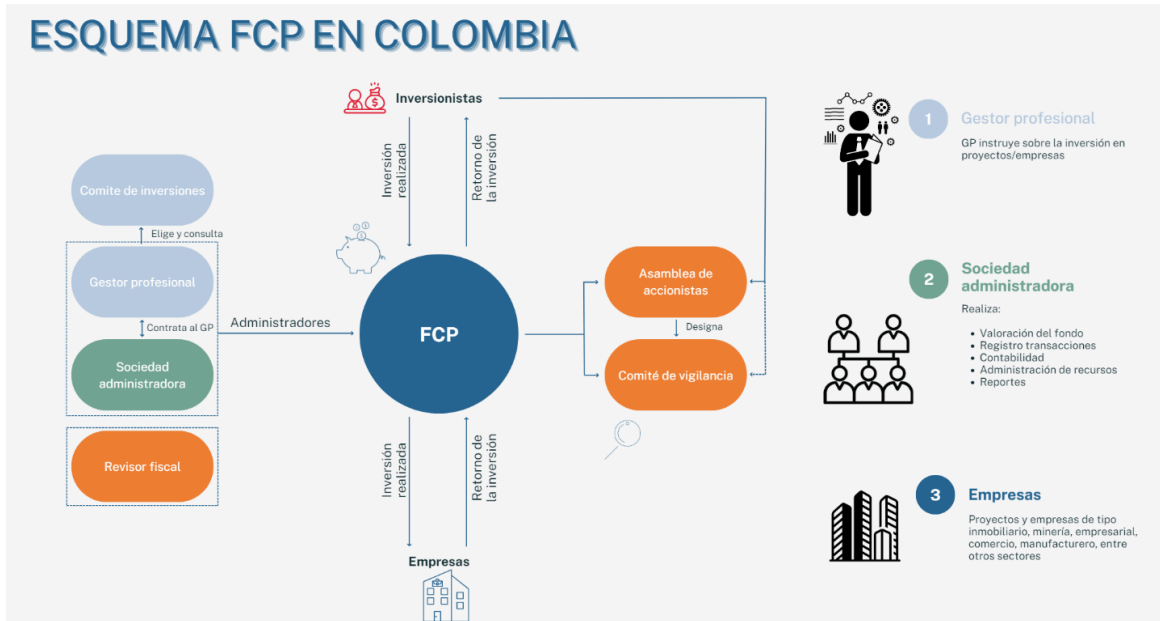 ESQUEMA FCP EN COLOMBIA
Inversionistas
Inversión
realizada
Retorno de
la inversión
Comite de inversiones
Elige y consulta
Gestor profesional
Contrata al GP
Sociedad
administradora
Revisor fiscal
Administradores
FCP
Asamblea de
accionistas
Designa
Comité de vigilancia
Inversión
realizada
Retorno de
la inversión
Empresas
1
Gestor profesional
GP instruye sobre la inversión en
proyectos/empresas
2
Sociedad
administradora
Realiza:
• Valoración del fondo
• Registro transacciones
• Contabilidad
• Administración de recursos
• Reportes
3
Empresas
Proyectos y empresas de tipo
inmobiliario, minería, empresarial,
comercio, manufacturero, entre
otros sectores